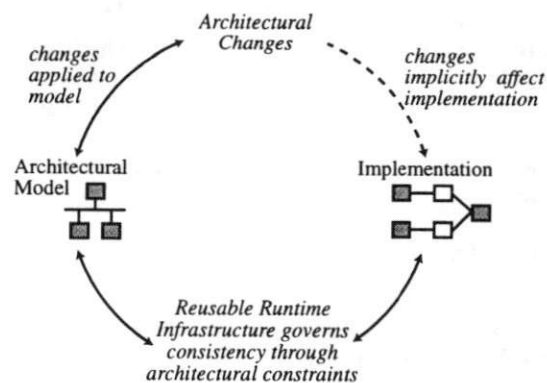 Architectural
Changes
changes
applied to
model
changes
implicitly affect
implementation
Architectural
Model
Implementation
Reusable Runtime
Infrastructure governs
consistency through
architectural constraints